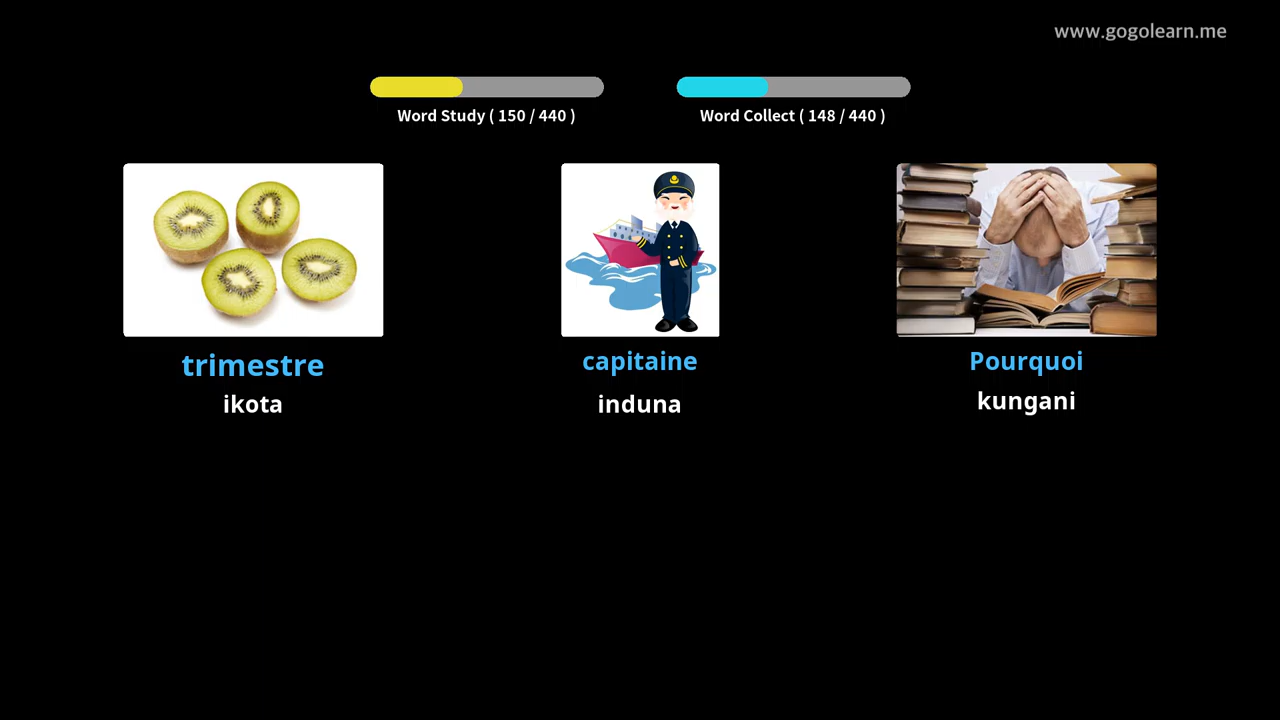 www.gogolearn.me
Word Study ( 150 / 440 )
Word Collect ( 148 / 440 )
trimestre
capitaine
Pourquoi
ikota
induna
kungani